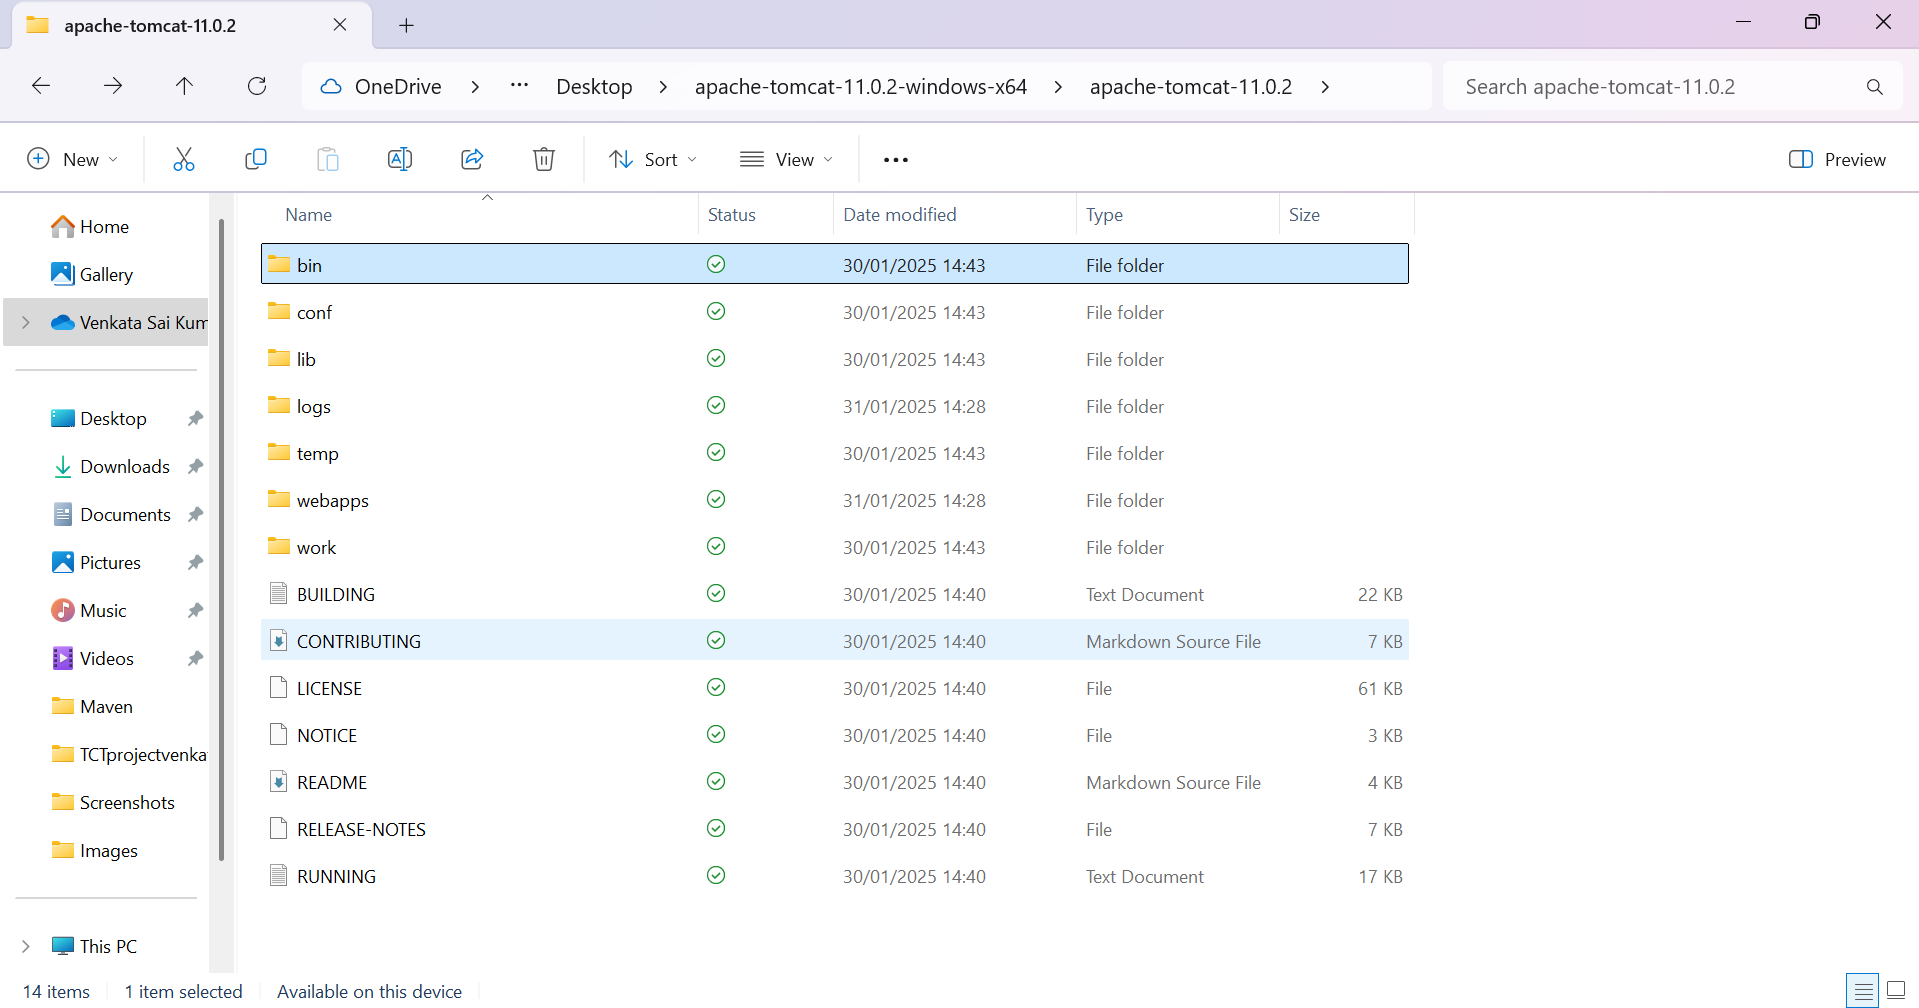 apache-tomcat-11.0.2
OneDrive > ... Desktop > apache-tomcat-11.0.2-windows-x64 > apache-tomcat-11.0.2 >
Search apache-tomcat-11.0.2
New
Sort
View
...
Preview
Home
Gallery
Venkata Sai Kum
Desktop
Downloads
Documents
Pictures
Music
Videos
Maven
TCTprojectvenka
Screenshots
Images
This PC
Name Status Date modified Type Size
bin 30/01/2025 14:43 File folder
conf 30/01/2025 14:43 File folder
lib 30/01/2025 14:43 File folder
logs 31/01/2025 14:28 File folder
temp 30/01/2025 14:43 File folder
webapps 31/01/2025 14:28 File folder
work 30/01/2025 14:43 File folder
BUILDING 30/01/2025 14:40 Text Document 22 KB
CONTRIBUTING 30/01/2025 14:40 Markdown Source File 7 KB
LICENSE 30/01/2025 14:40 File 61 KB
NOTICE 30/01/2025 14:40 File 3 KB
README 30/01/2025 14:40 Markdown Source File 4 KB
RELEASE-NOTES 30/01/2025 14:40 File 7 KB
RUNNING 30/01/2025 14:40 Text Document 17 KB
14 items 1 item selected Available on this device